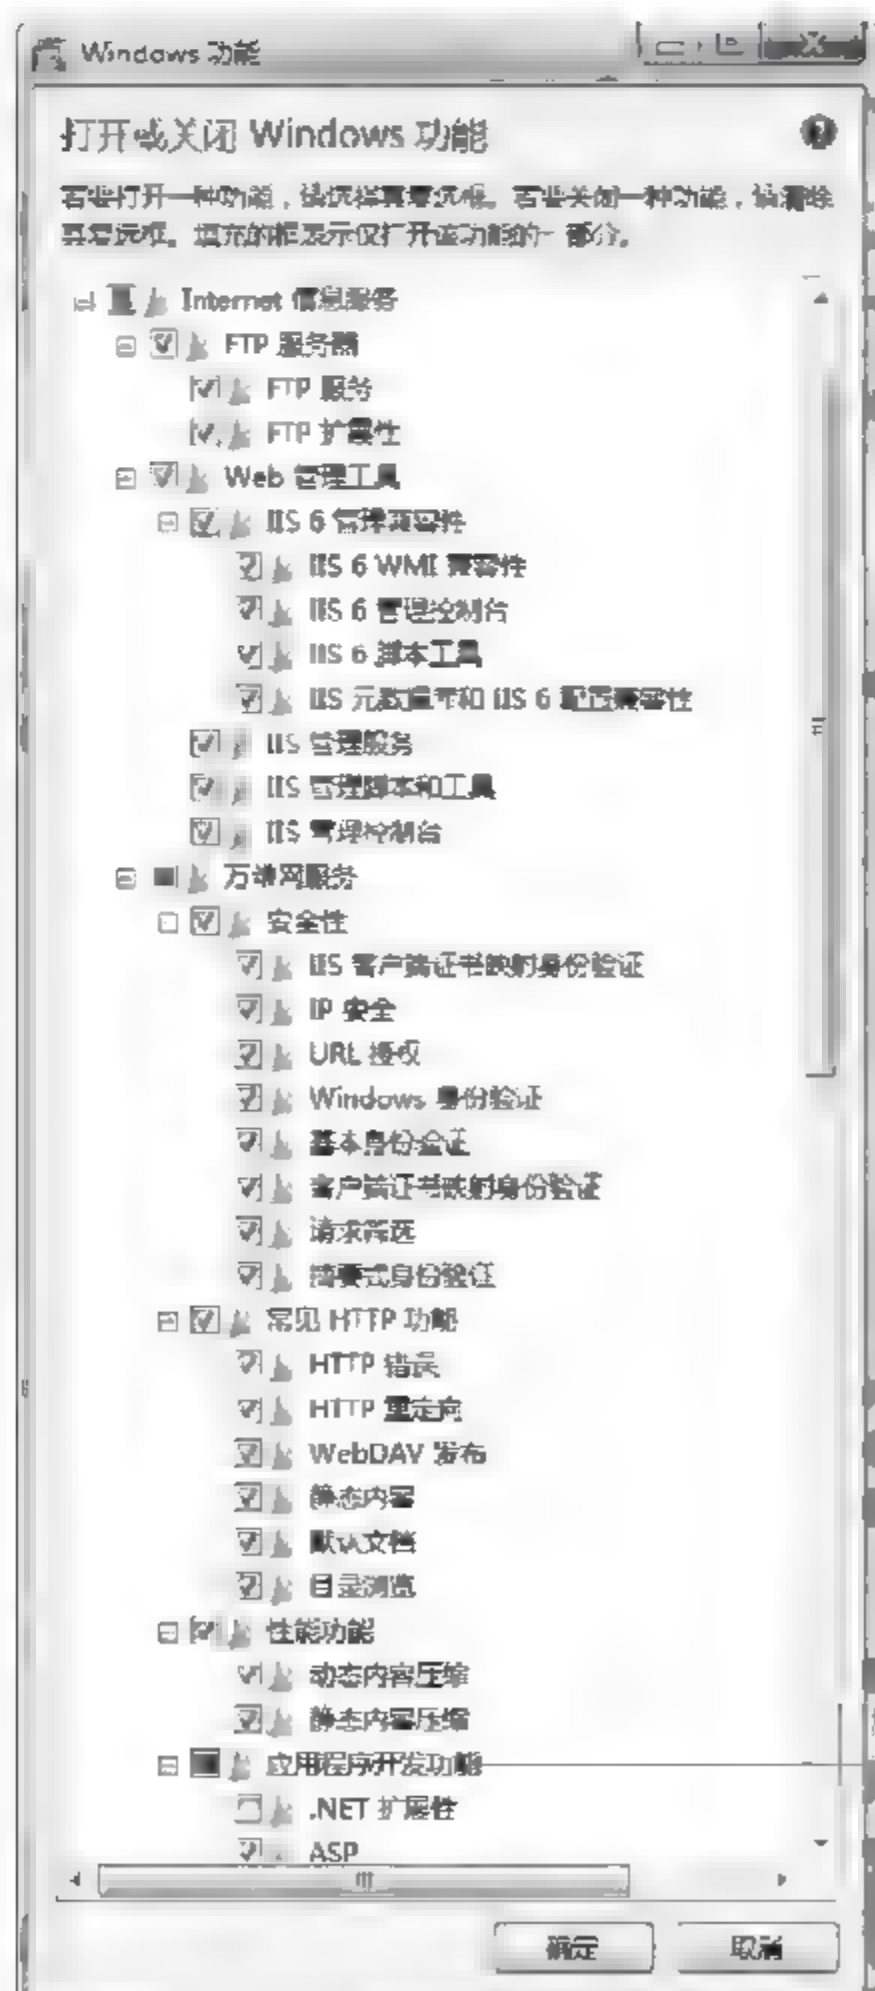 Windows 功能
打开或关闭 Windows 功能
若要打开一种功能，请选择其复选框。若要关闭一种功能，请清除
其复选框。填充的框表示仅打开该功能的一部分。
Internet 信息服务
FTP 服务器
FTP 服务
FTP 扩展性
Web 管理工具
IIS 6 管理兼容性
IIS 6 WMI 兼容性
IIS 6 管理控制台
IIS 6 脚本工具
IIS 元数据库和 IIS 6 配置兼容性
IIS 管理服务
IIS 管理脚本和工具
IIS 管理控制台
万维网服务
安全性
IIS 客户端证书映射身份验证
IP 安全
URL 授权
Windows 身份验证
基本身份验证
客户端证书映射身份验证
请求筛选
摘要式身份验证
常见 HTTP 功能
HTTP 错误
HTTP 重定向
WebDAV 发布
静态内容
默认文档
目录浏览
性能功能
动态内容压缩
静态内容压缩
应用程序开发功能
.NET 扩展性
ASP
确定 取消